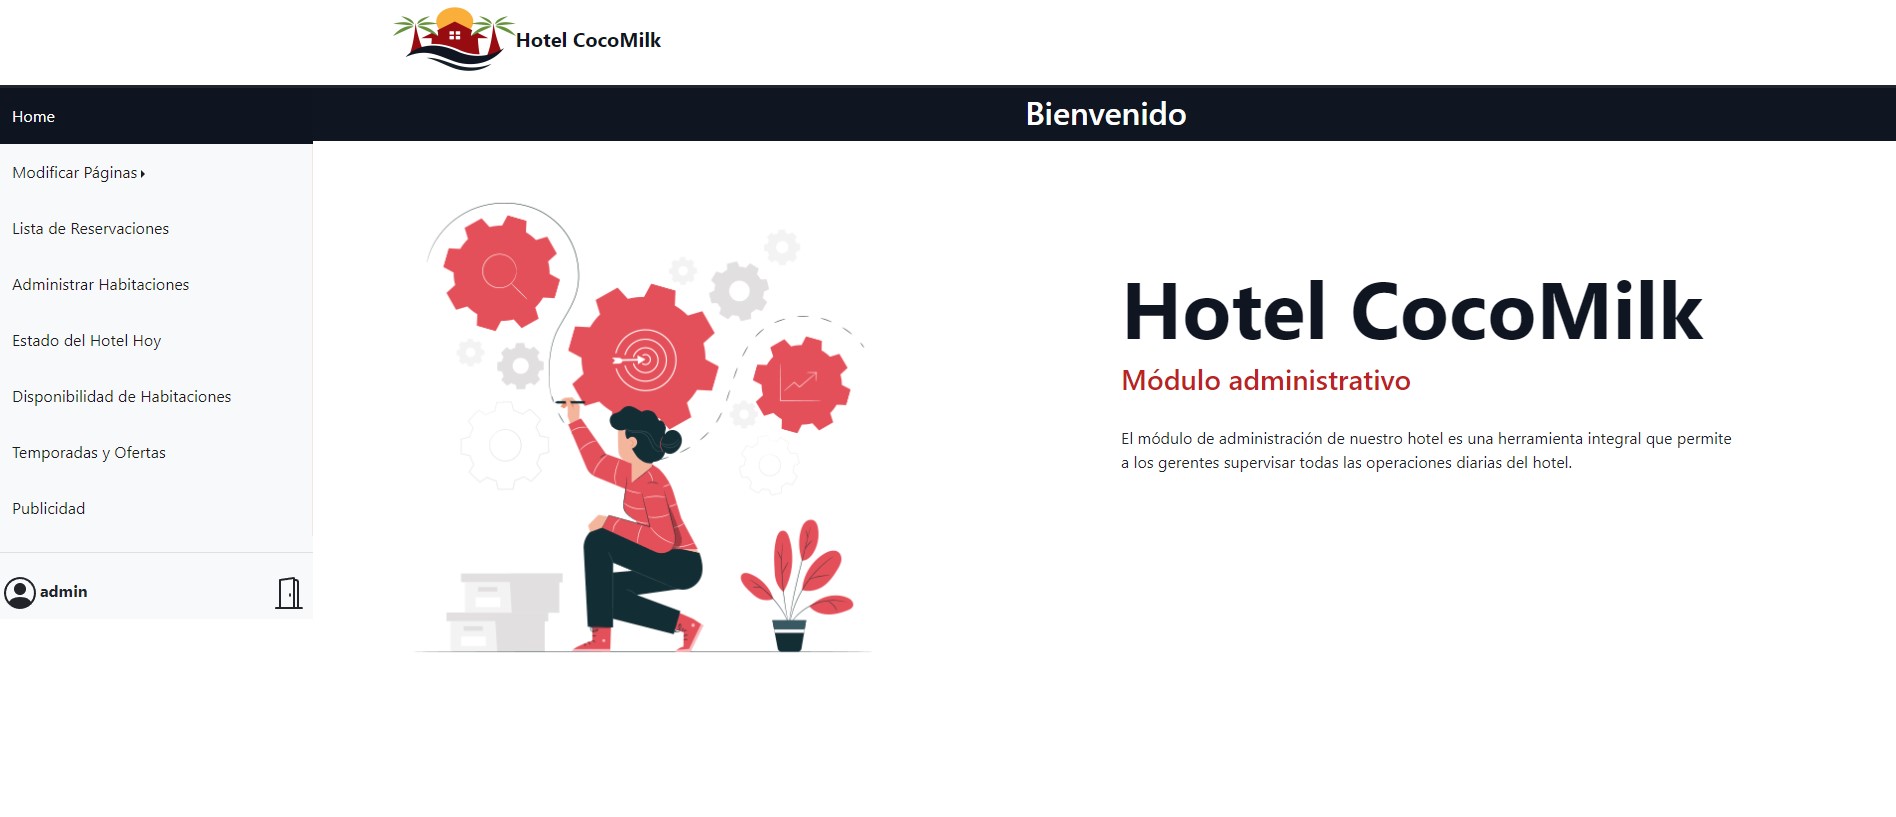 Hotel CocoMilk
Home
Bienvenido
Modificar Páginas
Lista de Reservaciones
Administrar Habitaciones
Estado del Hotel Hoy
Disponibilidad de Habitaciones
Temporadas y Ofertas
Publicidad
admin
Hotel CocoMilk
Módulo administrativo
El módulo de administración de nuestro hotel es una herramienta integral que permite
a los gerentes supervisar todas las operaciones diarias del hotel.